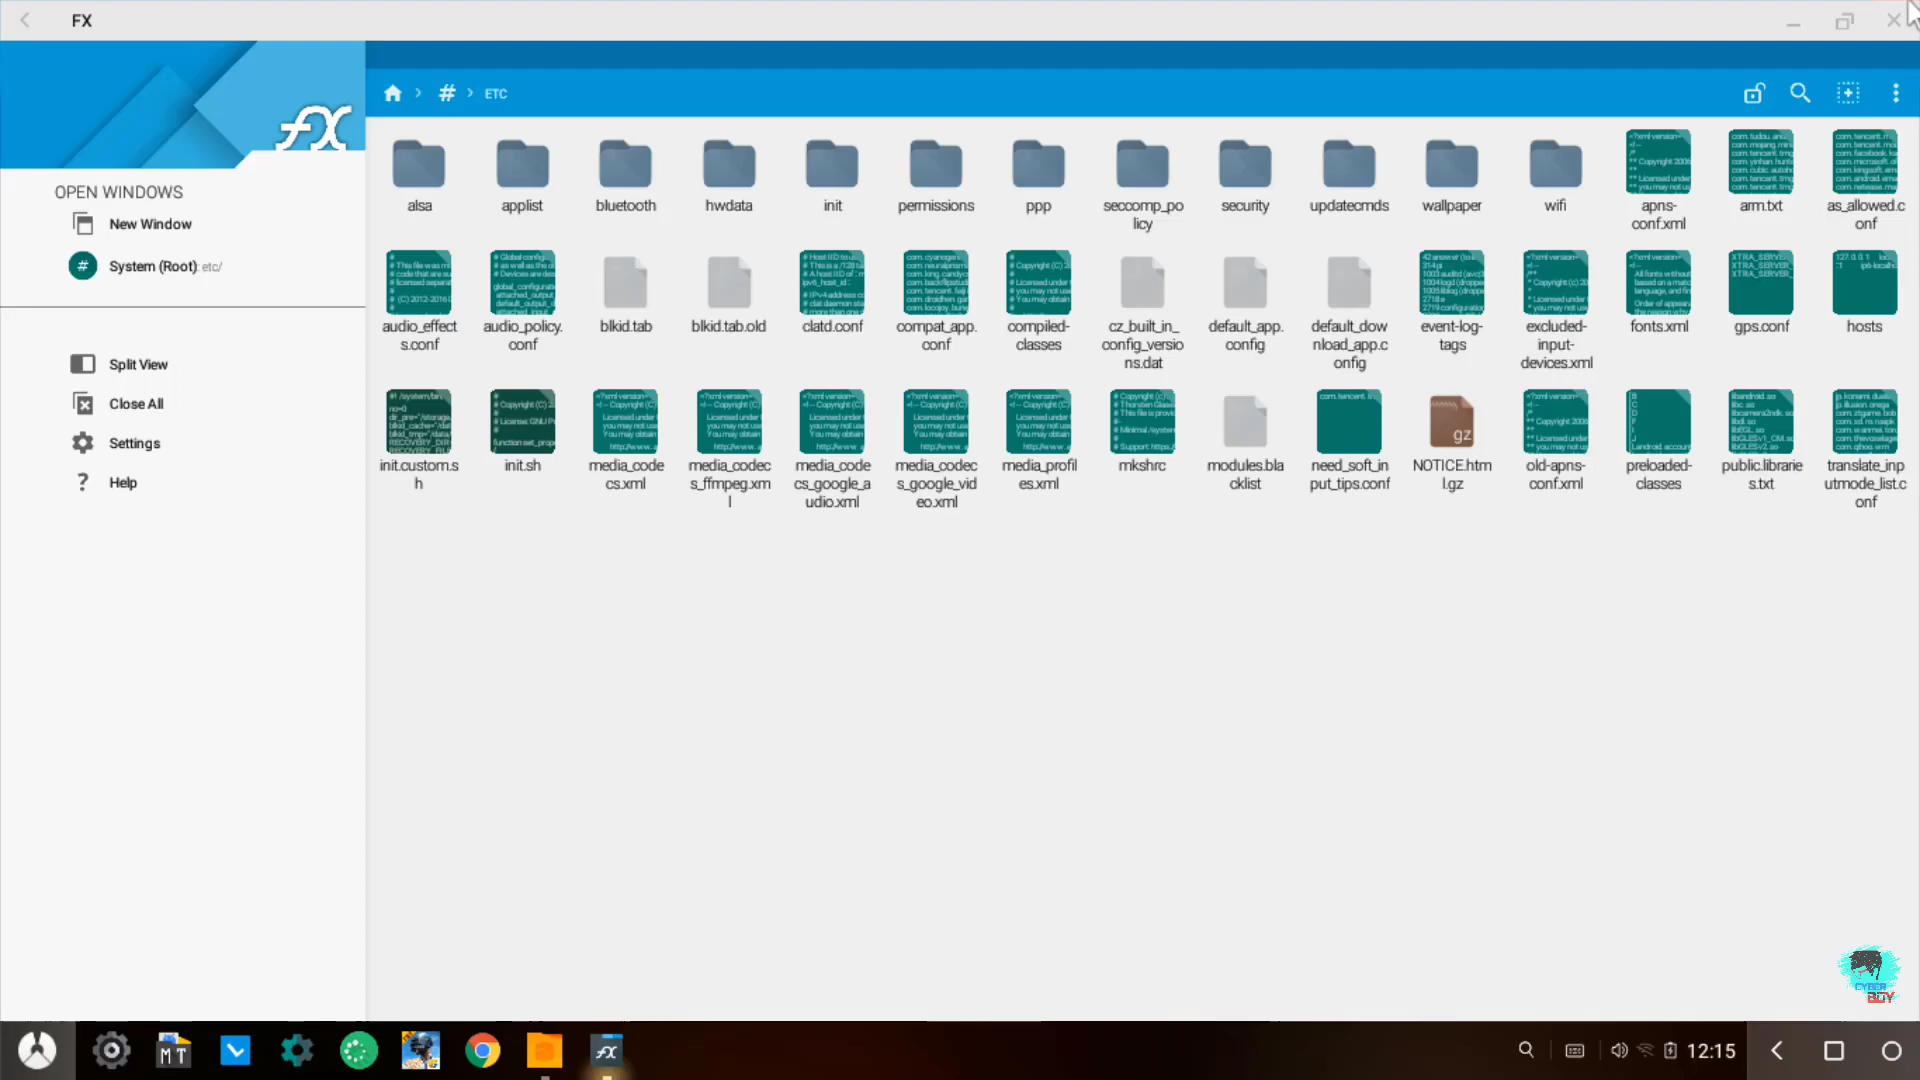 FX
ETC
FX
OPEN WINDOWS
New Window
System (Root): etc/
Split View
Close All
Settings
Help
alsa
applist
bluetooth
hwdata
init
permissions
ppp
seccomp_po
licy
security
updatecmds
wallpaper
wifi
apns-
conf.xml
arm.txt
as_allowed.c
onf
audio_effect
s.conf
audio_policy.
conf
blkid.tab
blkid.tab.old
clatd.conf
compat_app.
conf
compiled-
classes
cz_built_in_
config_versio
ns.dat
default_app.
config
default_dow
nload_app.c
onfig
event-log-
tags
excluded-
input-
devices.xml
fonts.xml
gps.conf
hosts
init.custom.s
h
init.sh
media_code
cs.xml
media_codec
s_ffmpeg.xm
l
media_code
cs_google_a
udio.xml
media_codec
s_google_vid
eo.xml
media_profil
es.xml
mkshrc
modules.bla
cklist
need_soft_in
put_tips.conf
gz
NOTICE.htm
l.gz
old-apns-
conf.xml
preloaded-
classes
public.librarie
s.txt
translate_inp
utmode_list.c
onf
CYBER
BOY
MT
FX
12:15